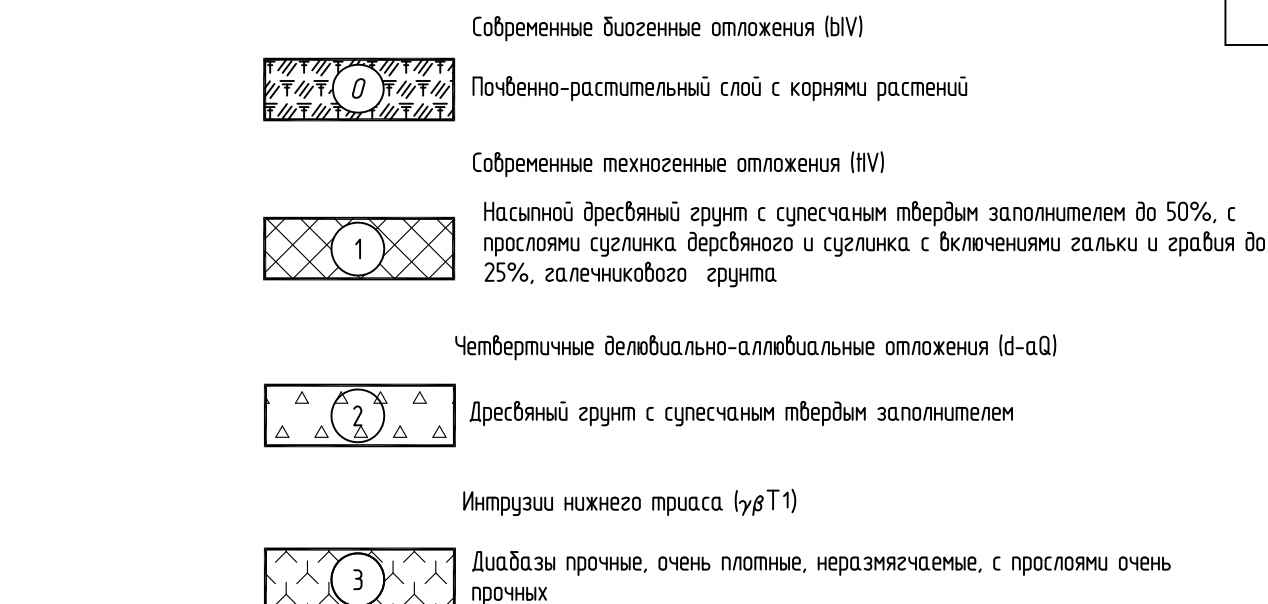 Современные биогенные отложения (bIV)
0
Почвенно-растительный слой с корнями растений
Современные техногенные отложения (tIV)
1
Насыпной дресвяный грунт с супесчаным твердым заполнителем до 50%, с
прослоями суглинка дерсвяного и суглинка с включениями гальки и гравия до
25%, галечникового грунта
Четвертичные делювиально-аллювиальные отложения (d-aQ)
2
Дресвяный грунт с супесчаным твердым заполнителем
Интрузии нижнего триаса (γβT1)
3
Диабазы прочные, очень плотные, неразмягчаемые, с прослоями очень
прочных